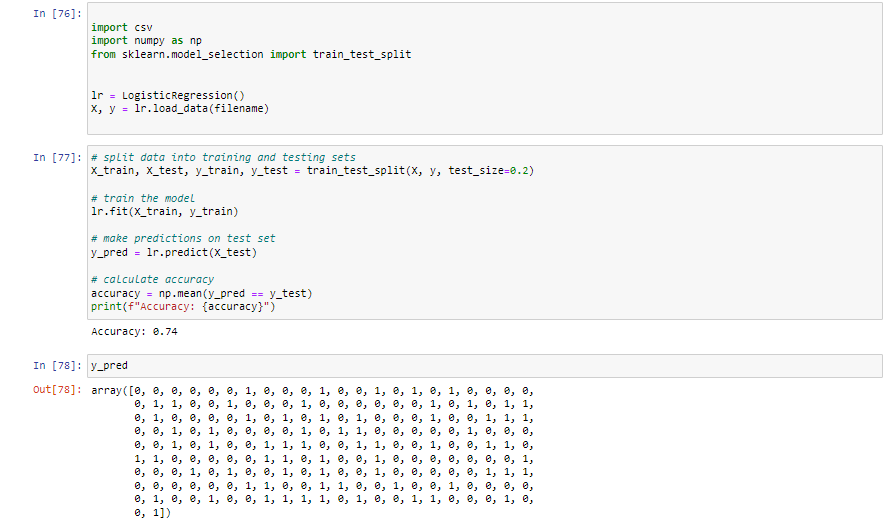 In [76]:
import csv
import numpy as np
from sklearn.model_selection import train_test_split
lr = LogisticRegression()
X, y = lr.load_data(filename)
In [77]: # split data into training and testing sets
X_train, X_test, y_train, y_test = train_test_split(X, y, test_size=0.2)
# train the model
lr.fit(X_train, y_train)
# make predictions on test set
y_pred = lr.predict(X_test)
# calculate accuracy
accuracy = np.mean(y_pred == y_test)
print(f"Accuracy: {accuracy}")
Accuracy: 0.74
In [78]: y_pred
Out[78]: array([0, 0, 0, 0, 0, 0, 1, 0, 0, 0, 1, 0, 0, 1, 0, 1, 0, 1, 0, 0, 0, 0,
0, 1, 1, 0, 0, 1, 0, 0, 0, 1, 0, 0, 0, 0, 0, 0, 1, 0, 1, 0, 1, 1,
0, 1, 0, 0, 0, 0, 1, 0, 1, 0, 1, 0, 1, 0, 0, 0, 0, 1, 0, 0, 1, 1, 1,
0, 0, 1, 0, 1, 0, 0, 0, 0, 1, 0, 1, 1, 0, 0, 0, 0, 0, 1, 0, 0, 0,
0, 0, 1, 0, 1, 0, 0, 1, 1, 1, 0, 0, 1, 1, 0, 0, 1, 0, 0, 1, 1, 0,
1, 1, 0, 0, 0, 0, 0, 1, 1, 0, 1, 0, 0, 1, 0, 0, 0, 0, 0, 0, 0, 1,
0, 0, 0, 1, 0, 1, 0, 0, 1, 0, 1, 0, 0, 1, 0, 0, 0, 0, 0, 1, 1, 1,
0, 0, 0, 0, 0, 0, 1, 1, 0, 0, 1, 1, 0, 0, 1, 0, 0, 1, 0, 0, 0, 0,
0, 1, 0, 0, 1, 0, 0, 1, 1, 1, 1, 0, 1, 0, 0, 1, 1, 0, 0, 0, 1, 0,
0, 1])